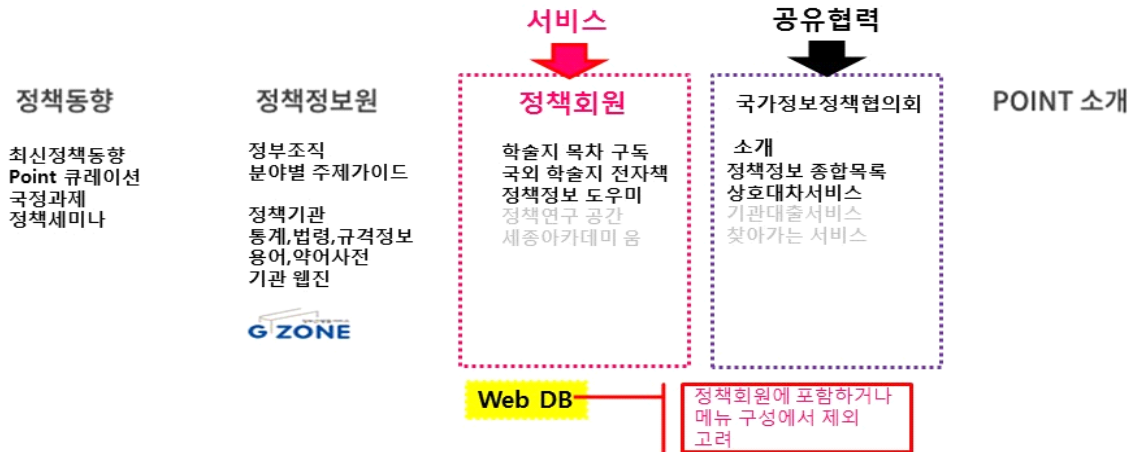 서비스
공유협력
정책동향
최신정책동향
Point 큐레이션
국정과제
정책세미나
정책정보원
정부조직
분야별 주제가이드
정책기관
통계,법령,규격정보
용어,약어사전
기관 웹진
G ZONE
정책회원
학술지 목차 구독
국외 학술지 전자책
정책정보 도우미
정책연구 공간
세종아카데미 움
국가정보정책협의회
소개
정책정보 종합목록
상호대차서비스
기관대출서비스
찾아가는 서비스
POINT 소개
Web DB
정책회원에 포함하거나
메뉴 구성에서 제외
고려